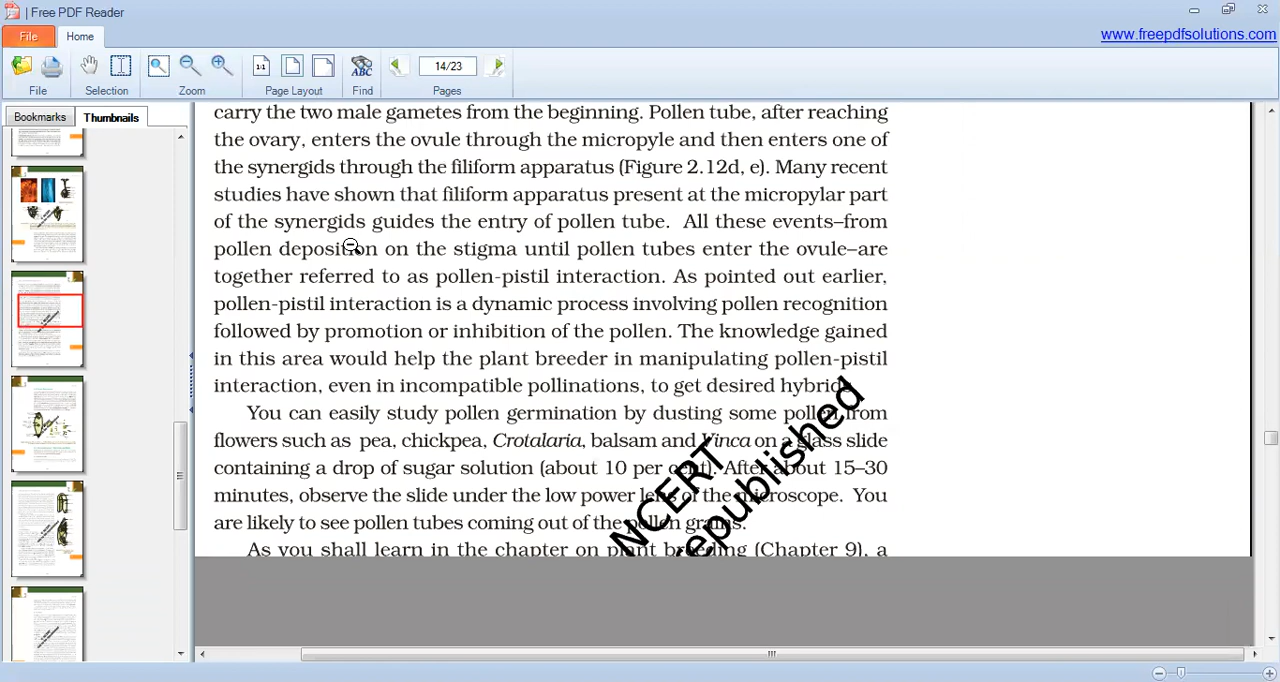 Free PDF Reader
File
Home
www.freepdfsolutions.com
ABC
14/23
File
Selection
Zoom
Page Layout
Find
Pages
Bookmarks
Thumbnails
carry the two male gametes from the beginning. Pollen tube, after reaching
the ovary, enters the ovule through the micropyle and then enters one of
the synergids through the filiform apparatus (Figure 2.12d, e). Many recent
studies have shown that filiform apparatus present at the micropylar part
of the synergids guides the entry of pollen tube. All these events–from
pollen deposition on the stigma until pollen tubes enter the ovule–are
together referred to as pollen-pistil interaction. As pointed out earlier,
pollen-pistil interaction is a dynamic process involving pollen recognition
followed by promotion or inhibition of the pollen. The knowledge gained
in this area would help the plant breeder in manipulating pollen-pistil
interaction, even in incompatible pollinations, to get desired hybrids.
You can easily study pollen germination by dusting some pollen from
flowers such as pea, chickpea, Crotalaria, balsam and Vinca on a glass slide
containing a drop of sugar solution (about 10 per cent). After about 15–30
minutes, observe the slide under the low power lens of the microscope. You
are likely to see pollen tubes coming out of the pollen grains.
As you shall learn in the chapter on plant breeding (Chapter 9), a
NCERT
republished